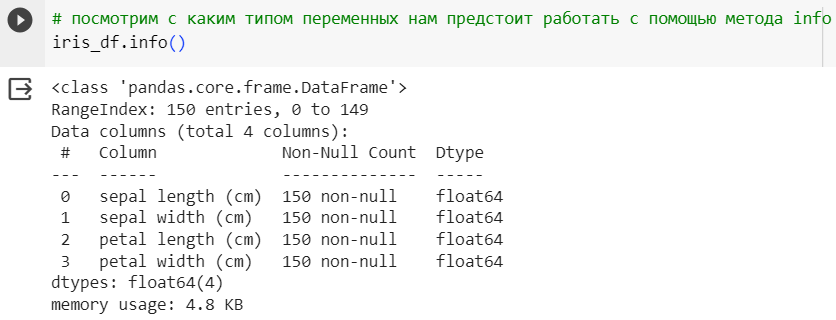 # посмотрим с каким типом переменных нам предстоит работать с помощью метода info
iris_df.info()
<class 'pandas.core.frame.DataFrame'>
RangeIndex: 150 entries, 0 to 149
Data columns (total 4 columns):
 #   Column             Non-Null Count  Dtype
---  ------             --------------  -----
 0   sepal length (cm)  150 non-null    float64
 1   sepal width (cm)   150 non-null    float64
 2   petal length (cm)  150 non-null    float64
 3   petal width (cm)   150 non-null    float64
dtypes: float64(4)
memory usage: 4.8 KB